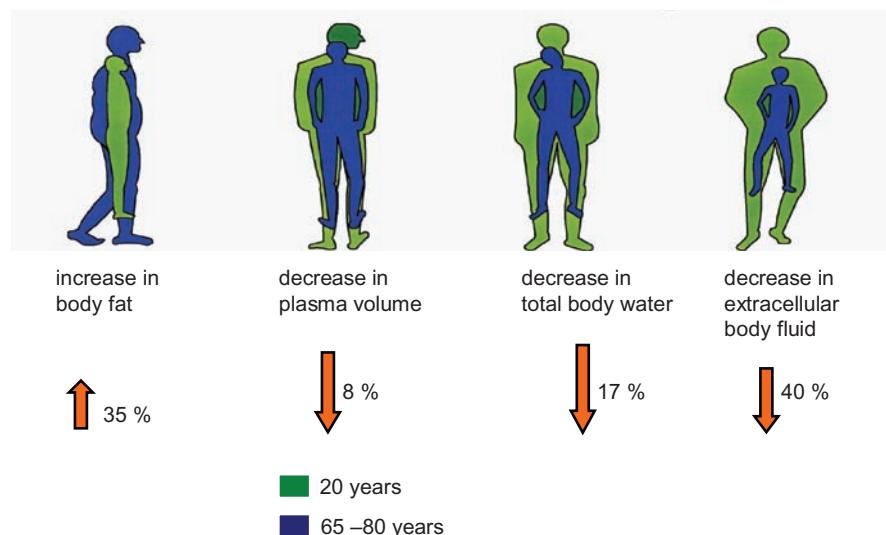 increase in
body fat
decrease in
plasma volume
decrease in
total body water
decrease in
extracellular
body fluid
35 %
8 %
17 %
40 %
20 years
65 –80 years